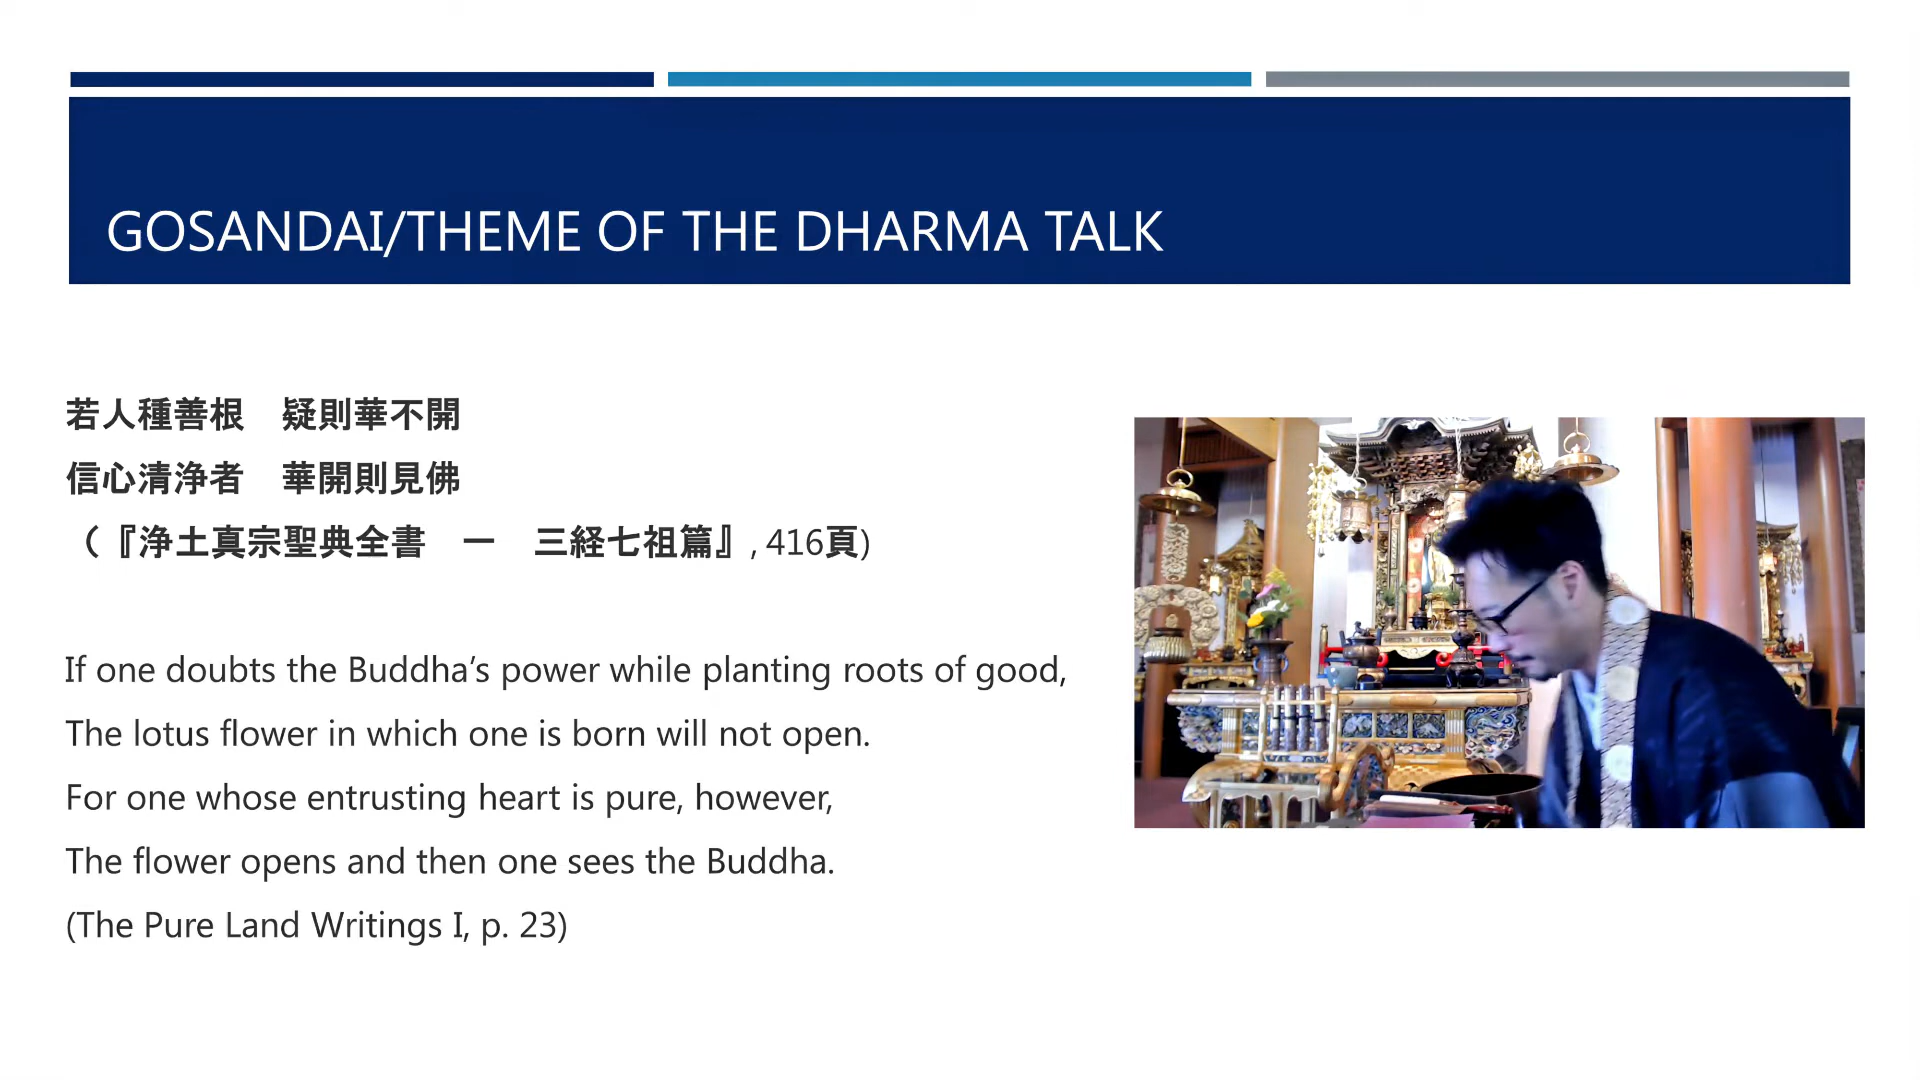 GOSANDAI/THEME OF THE DHARMA TALK
若人種善根　疑則華不開
信心清浄者　華開則見佛
（『浄土真宗聖典全書　一　三経七祖篇』, 416頁)
If one doubts the Buddha’s power while planting roots of good,
The lotus flower in which one is born will not open.
For one whose entrusting heart is pure, however,
The flower opens and then one sees the Buddha.
(The Pure Land Writings I, p. 23)